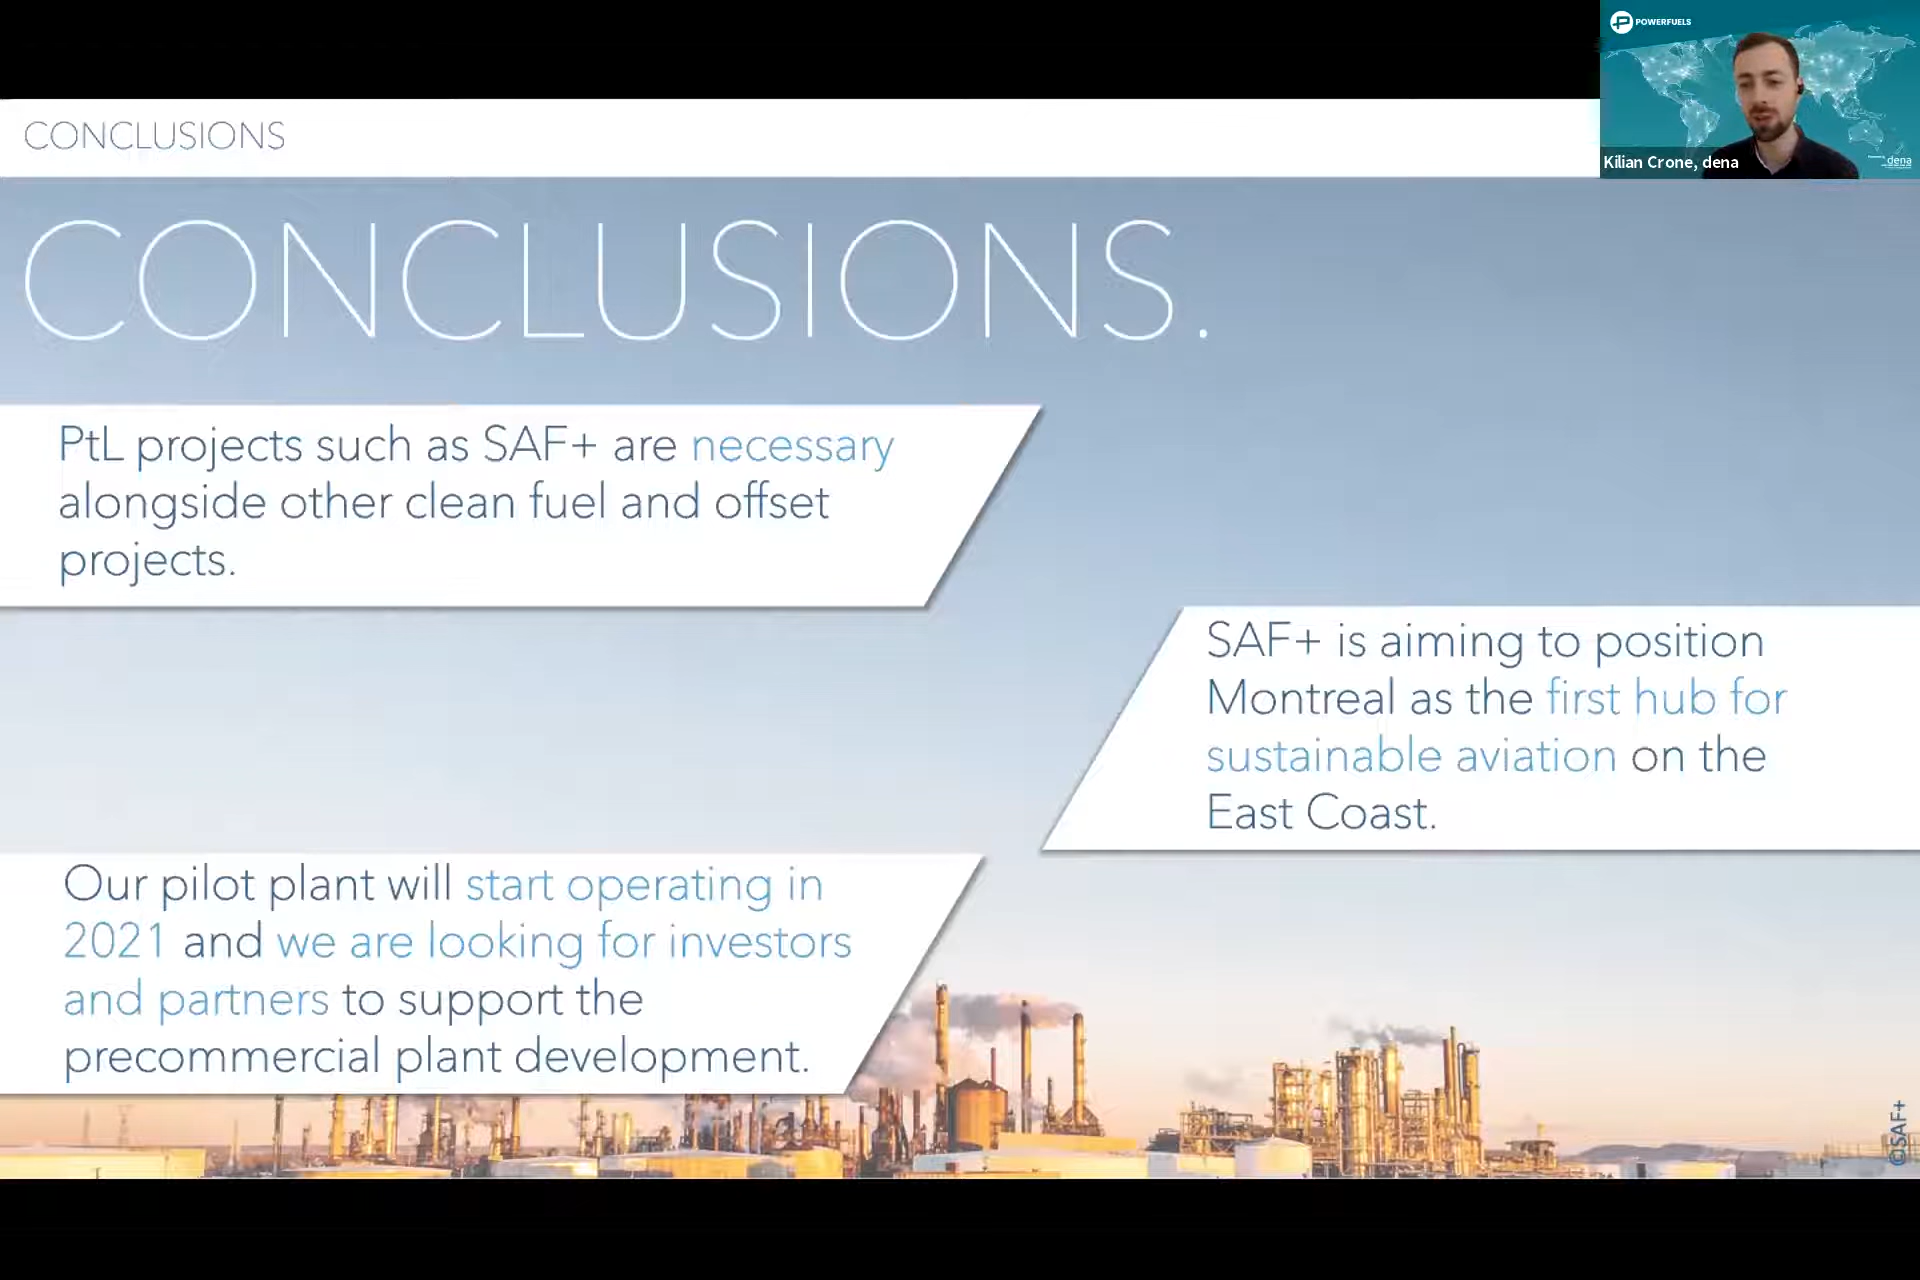 POWERFUELS
dena
Kilian Crone, dena
CONCLUSIONS
CONCLUSIONS.
PtL projects such as SAF+ are necessary
alongside other clean fuel and offset
projects.
SAF+ is aiming to position
Montreal as the first hub for
sustainable aviation on the
East Coast.
Our pilot plant will start operating in
2021 and we are looking for investors
and partners to support the
precommercial plant development.
©SAF+